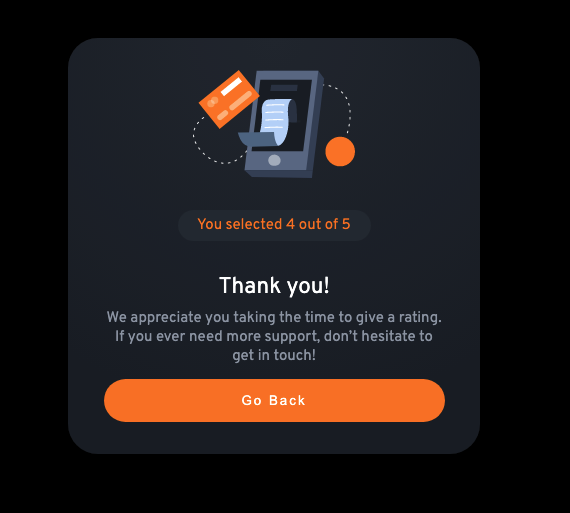 You selected 4 out of 5
Thank you!
We appreciate you taking the time to give a rating.
If you ever need more support, don’t hesitate to
get in touch!
Go Back